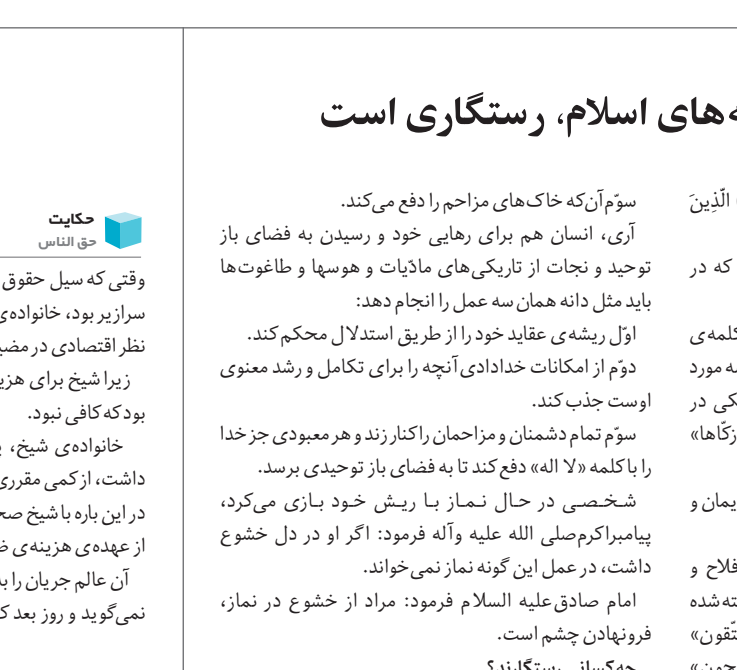 ه‌های اسلام، رستگاری است
الَّذِینَ
که در
کلمه‌ی
مورد
کی در
زکّاها»
یمان و
فلاح و
ته‌شده
تّقون»
سوّم‌آن‌که خاک‌های مزاحم را دفع می‌کند.
آری، انسان هم برای رهایی خود و رسیدن به فضای باز
توحید و نجات از تاریکی‌های مادّیات و هوسها و طاغوت‌ها
باید مثل دانه همان سه عمل را انجام دهد:
اوّل ریشه‌ی عقاید خود را از طریق استدلال محکم کند.
دوّم از امکانات خدادادی آنچه را برای تکامل و رشد معنوی
اوست جذب کند.
سوّم تمام دشمنان و مزاحمان را کنار زند و هر معبودی جز خدا
را با کلمه «لا اله» دفع کند تا به فضای باز توحیدی برسد.
شخصی در حال نماز با ریش خود بازی می‌کرد،
پیامبراکرم‌صلی الله علیه وآله فرمود: اگر او در دل خشوع
داشت، در عمل این گونه نماز نمی‌خواند.
امام صادق‌علیه السلام فرمود: مراد از خشوع در نماز،
فرونهادن چشم است.
چه‌کسانی رستگارند؟
حکایت
حق الناس
وقتی که سیل حقوق
سرازیر بود، خانواده‌ی
نظر اقتصادی در مضی
زیرا شیخ برای هزی
بود که کافی نبود.
خانواده‌ی شیخ،
داشت، از کمی مقرری
در این باره با شیخ صح
از عهده‌ی هزینه‌ی ض
آن عالم جریان را به
نمی‌گوید و روز بعد ک